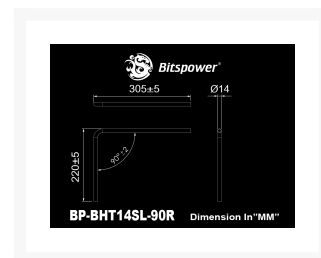 Bitspower®
305±5
Ø14
220±5
90°±2
BP-BHT14SL-90R
Dimension In"MM"